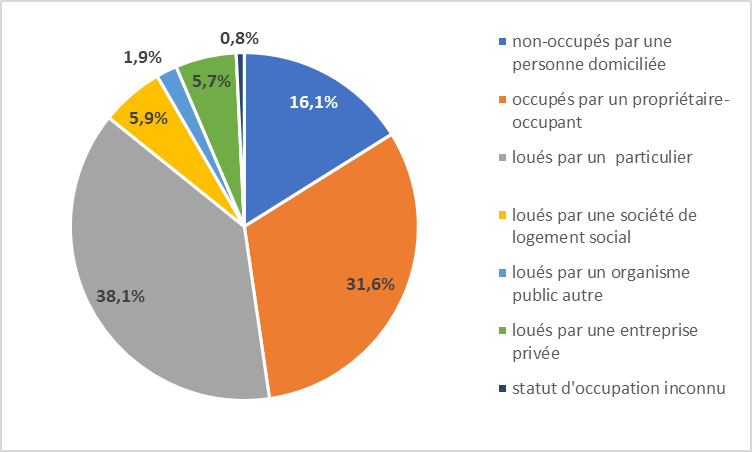 0,8%
1,9%
5,7%
16,1%
5,9%
31,6%
38,1%
non-occupés par une
personne domiciliée
occupés par un propriétaire-
occupant
loués par un particulier
loués par une société de
logement social
loués par un organisme
public autre
loués par une entreprise
privée
statut d'occupation inconnu